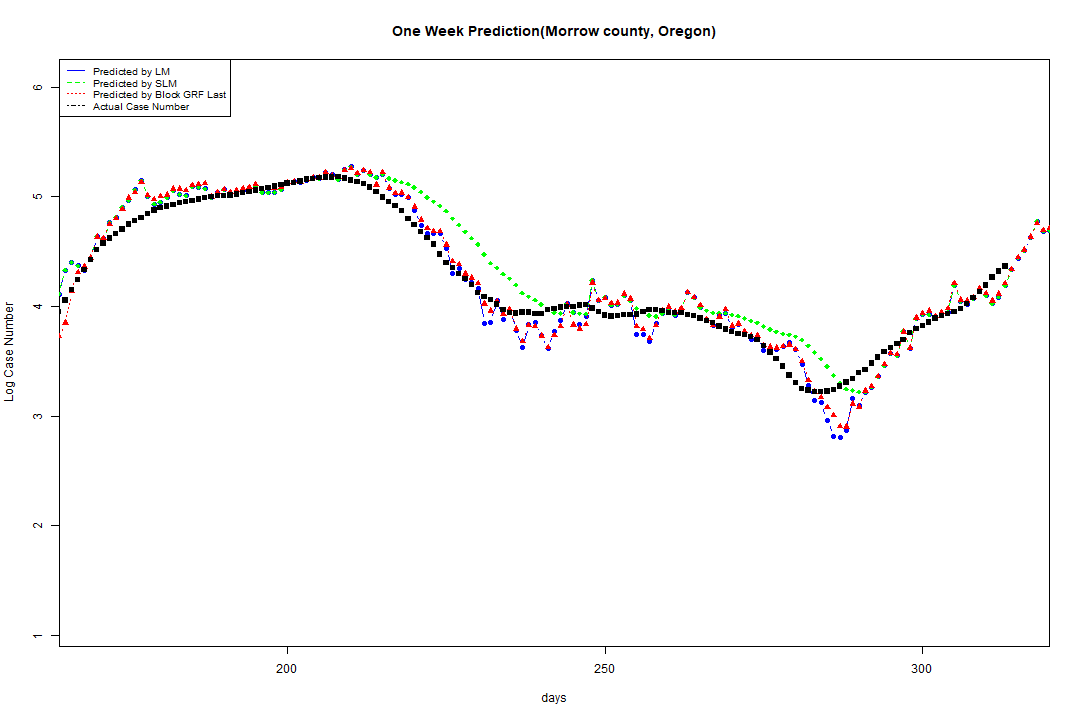 One Week Prediction(Morrow county, Oregon)
Predicted by LM
Predicted by SLM
Predicted by Block GRF Last
Actual Case Number
6
5
4
3
2
1
Log Case Number
200
250
300
days